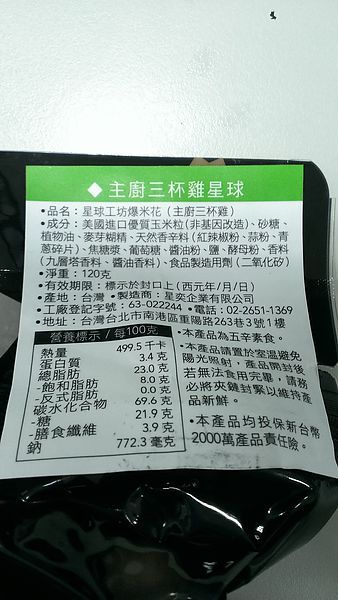 ◆主廚三杯雞星球
•品名：星球工坊爆米花（主廚三杯雞）
•成分：美國進口優質玉米粒(非基因改造)、砂糖、
植物油、麥芽糊精、天然香辛料(紅辣椒粉、蒜粉、青
蔥碎片)、焦糖漿、葡萄糖、醬油粉、鹽、酵母粉、香料
(九層塔香料、醬油香料)、食品製造用劑(二氧化矽)
•淨重：120克
•有效期限：標示於封口上(西元年/月/日)
•產地：台灣 •製造商：星奕企業有限公司
•工廠登記字號：63-022244 •電話：02-2651-1369
•地址：台灣台北市南港區重陽路263巷3號1樓
營養標示 / 每100克
熱量 499.5千卡
蛋白質 3.4 克
總脂肪 23.0 克
-飽和脂肪 8.0 克
-反式脂肪 0.0 克
碳水化合物 69.6 克
-糖 21.9 克
-膳食纖維 3.9 克
鈉 772.3 毫克
•本產品為五辛素食。
•本產品請置於室溫避免
陽光照射，產品開封後
若無法食用完畢，請務
必將夾鏈封緊以維持產
品新鮮。
•本產品均投保新台幣
2000萬產品責任險。